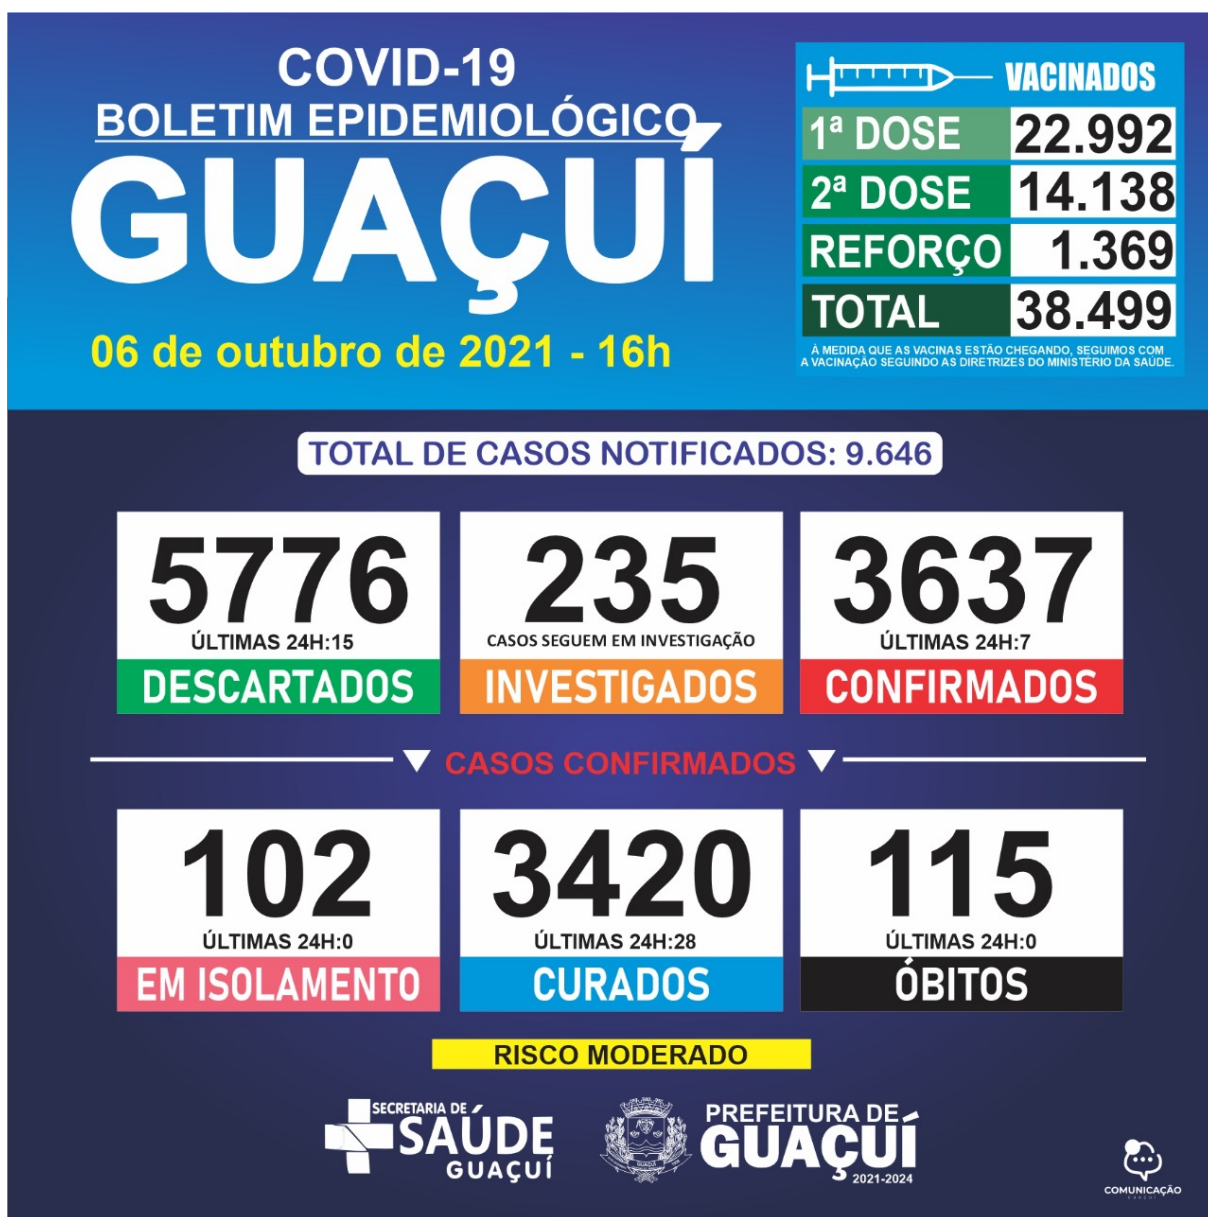 COVID-19
BOLETIM EPIDEMIOLÓGICO
GUAÇUÍ
06 de outubro de 2021 - 16h
VACINADOS
1ª DOSE 22.992
2ª DOSE 14.138
REFORÇO 1.369
TOTAL 38.499
À MEDIDA QUE AS VACINAS ESTÃO CHEGANDO, SEGUIMOS COM
A VACINAÇÃO SEGUINDO AS DIRETRIZES DO MINISTÉRIO DA SAÚDE.
TOTAL DE CASOS NOTIFICADOS: 9.646
5776
ÚLTIMAS 24H:15
DESCARTADOS
235
CASOS SEGUEM EM INVESTIGAÇÃO
INVESTIGADOS
3637
ÚLTIMAS 24H:7
CONFIRMADOS
CASOS CONFIRMADOS
102
ÚLTIMAS 24H:0
EM ISOLAMENTO
3420
ÚLTIMAS 24H:28
CURADOS
115
ÚLTIMAS 24H:0
ÓBITOS
RISCO MODERADO
SECRETARIA DE
SAÚDE
GUAÇUÍ
PREFEITURA DE
GUAÇUÍ
2021-2024
COMUNICAÇÃO